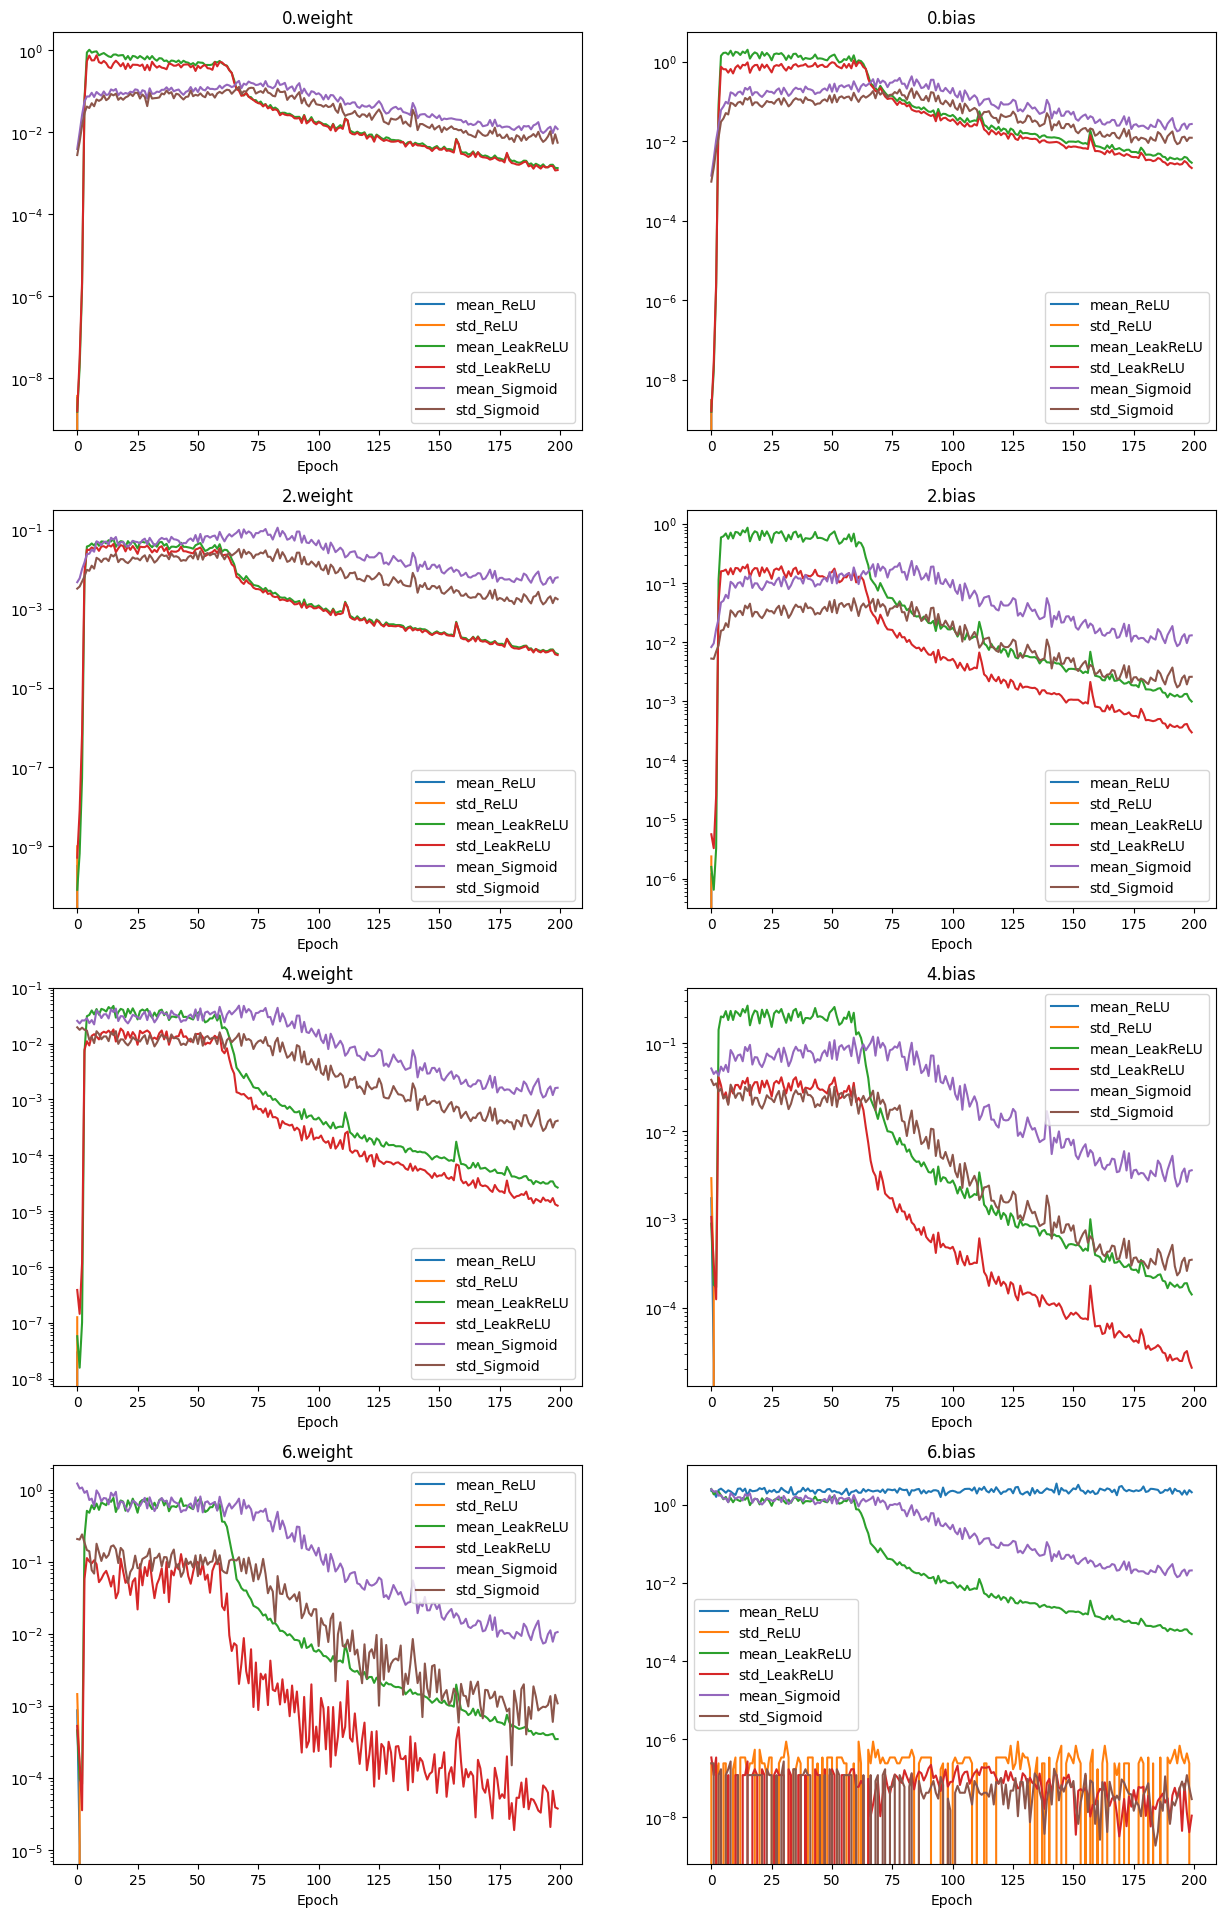 0.weight
10^0
10^-2
10^-4
10^-6
10^-8
mean_ReLU
std_ReLU
mean_LeakReLU
std_LeakReLU
mean_Sigmoid
std_Sigmoid
0 25 50 75 100 125 150 175 200
Epoch
0.bias
10^0
10^-2
10^-4
10^-6
10^-8
mean_ReLU
std_ReLU
mean_LeakReLU
std_LeakReLU
mean_Sigmoid
std_Sigmoid
0 25 50 75 100 125 150 175 200
Epoch
2.weight
10^-1
10^-3
10^-5
10^-7
10^-9
mean_ReLU
std_ReLU
mean_LeakReLU
std_LeakReLU
mean_Sigmoid
std_Sigmoid
0 25 50 75 100 125 150 175 200
Epoch
2.bias
10^0
10^-1
10^-2
10^-3
10^-4
10^-5
10^-6
mean_ReLU
std_ReLU
mean_LeakReLU
std_LeakReLU
mean_Sigmoid
std_Sigmoid
0 25 50 75 100 125 150 175 200
Epoch
4.weight
10^-1
10^-2
10^-3
10^-4
10^-5
10^-6
10^-7
10^-8
mean_ReLU
std_ReLU
mean_LeakReLU
std_LeakReLU
mean_Sigmoid
std_Sigmoid
0 25 50 75 100 125 150 175 200
Epoch
4.bias
10^-1
10^-2
10^-3
10^-4
mean_ReLU
std_ReLU
mean_LeakReLU
std_LeakReLU
mean_Sigmoid
std_Sigmoid
0 25 50 75 100 125 150 175 200
Epoch
6.weight
10^0
10^-1
10^-2
10^-3
10^-4
10^-5
mean_ReLU
std_ReLU
mean_LeakReLU
std_LeakReLU
mean_Sigmoid
std_Sigmoid
0 25 50 75 100 125 150 175 200
Epoch
6.bias
10^0
10^-2
10^-4
10^-6
10^-8
mean_ReLU
std_ReLU
mean_LeakReLU
std_LeakReLU
mean_Sigmoid
std_Sigmoid
0 25 50 75 100 125 150 175 200
Epoch